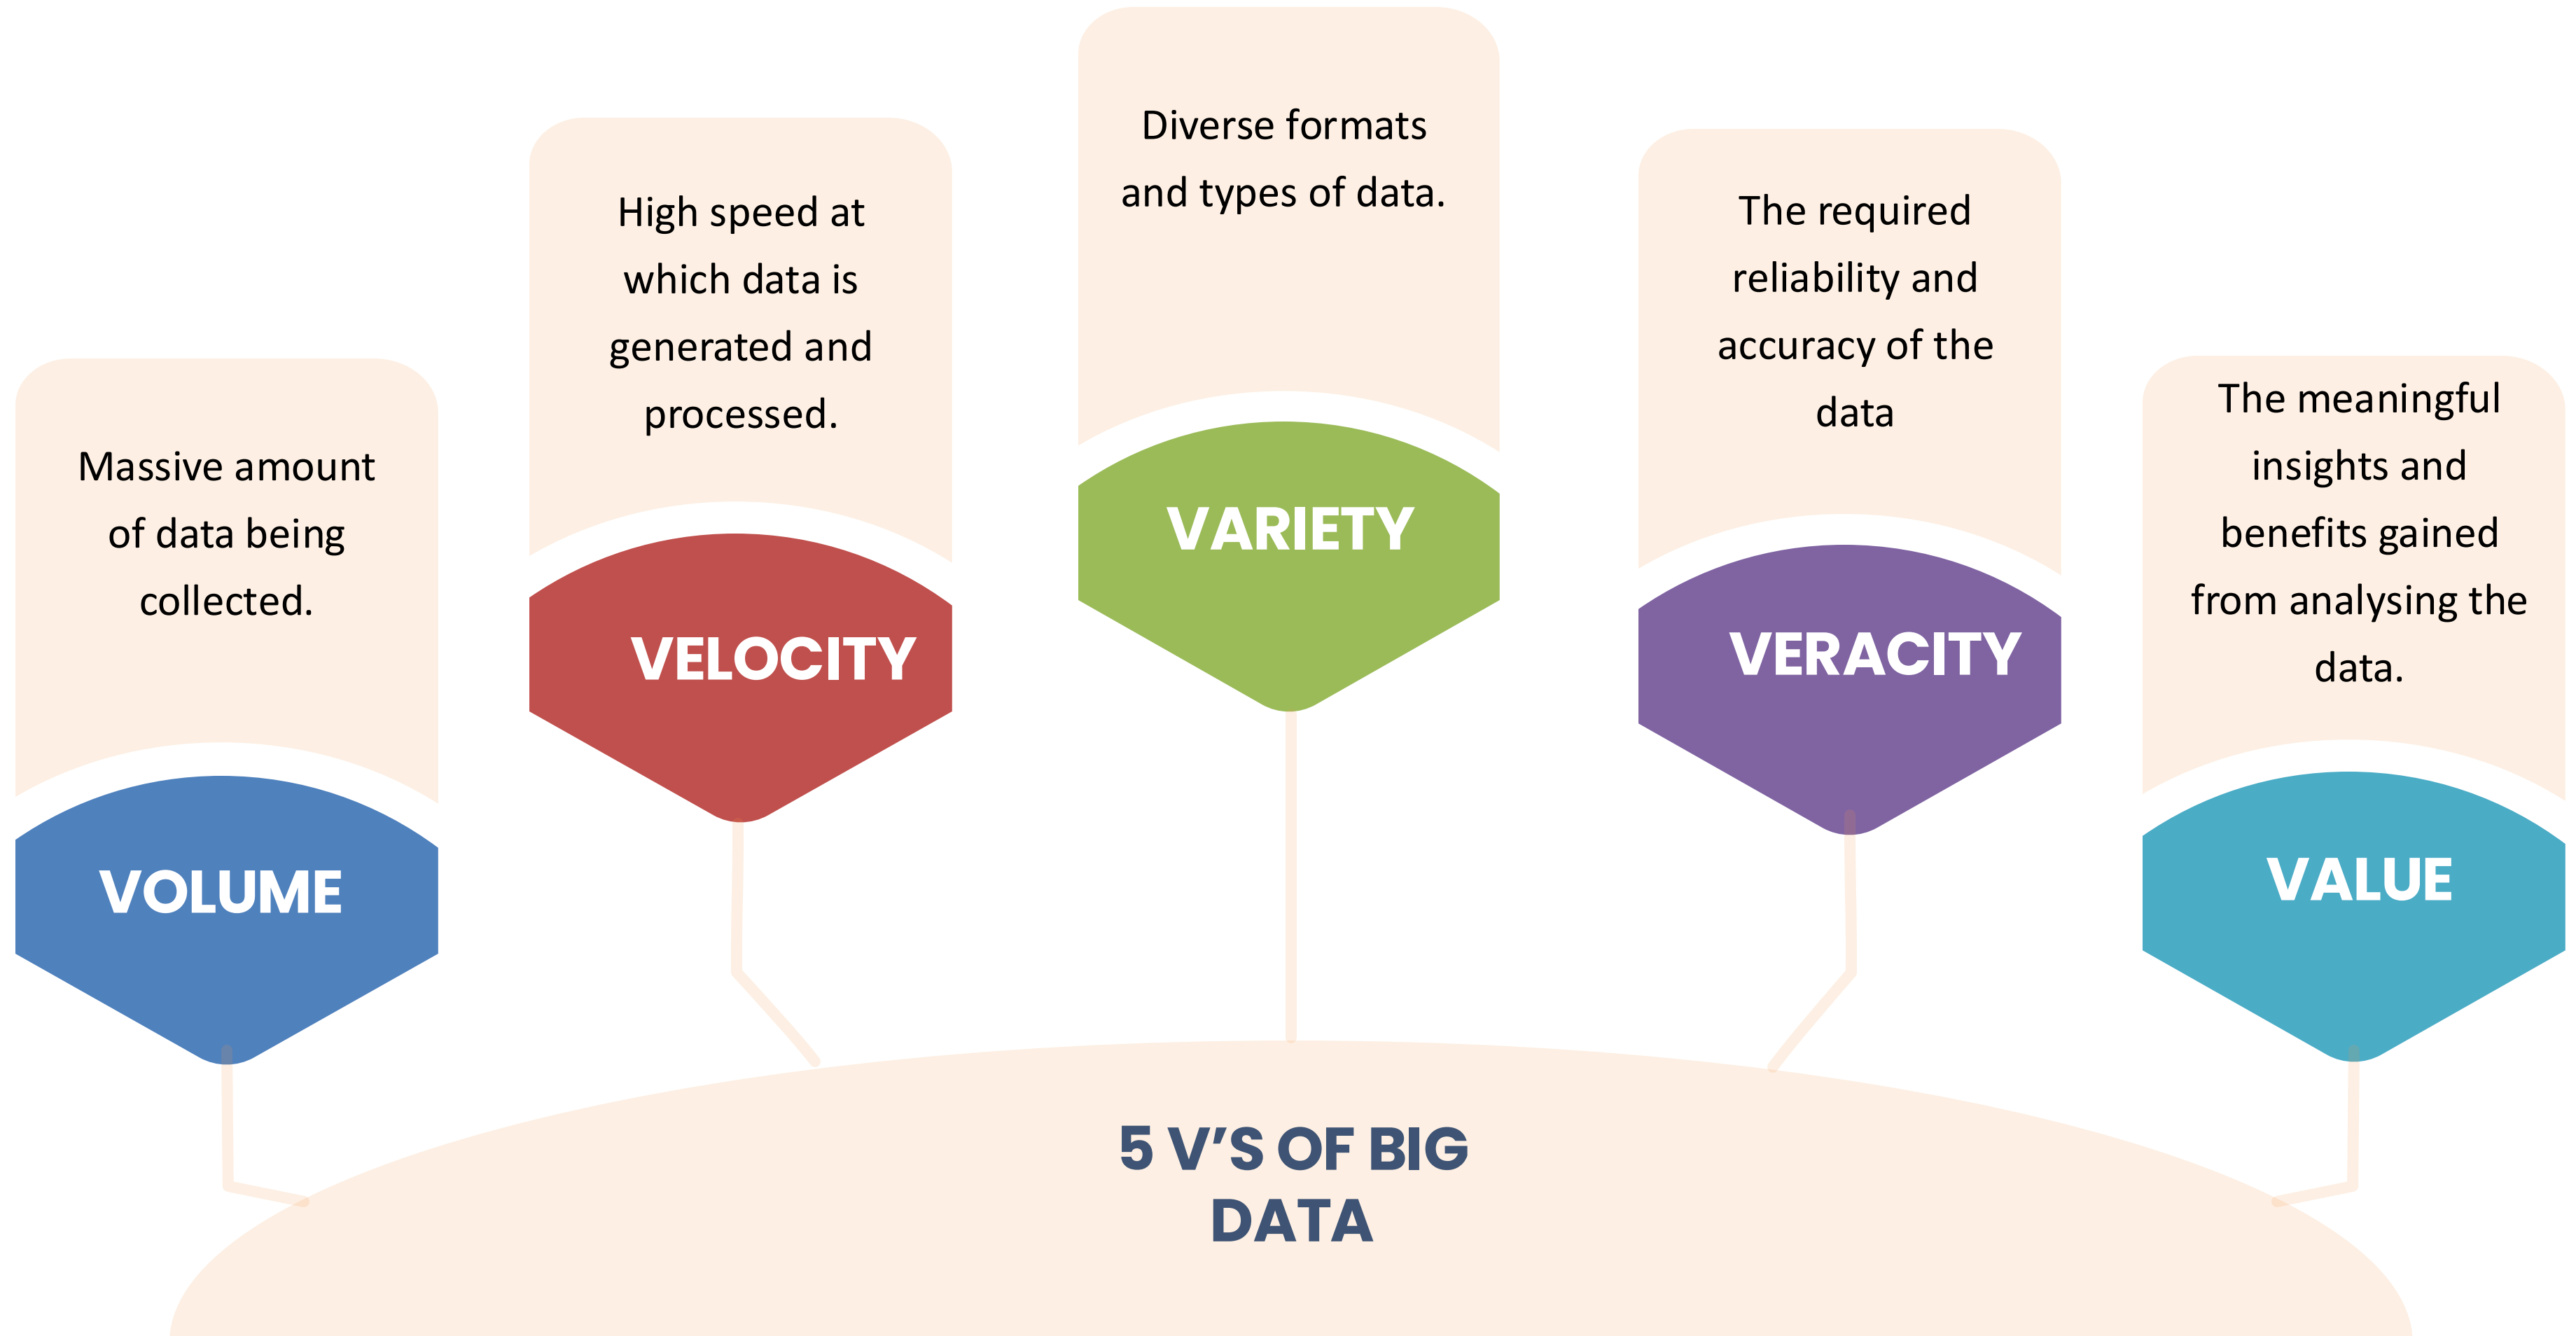 Massive amount
of data being
collected.
VOLUME
High speed at
which data is
generated and
processed.
VELOCITY
Diverse formats
and types of data.
VARIETY
The required
reliability and
accuracy of the
data
VERACITY
The meaningful
insights and
benefits gained
from analysing the
data.
VALUE
5 V’S OF BIG
DATA